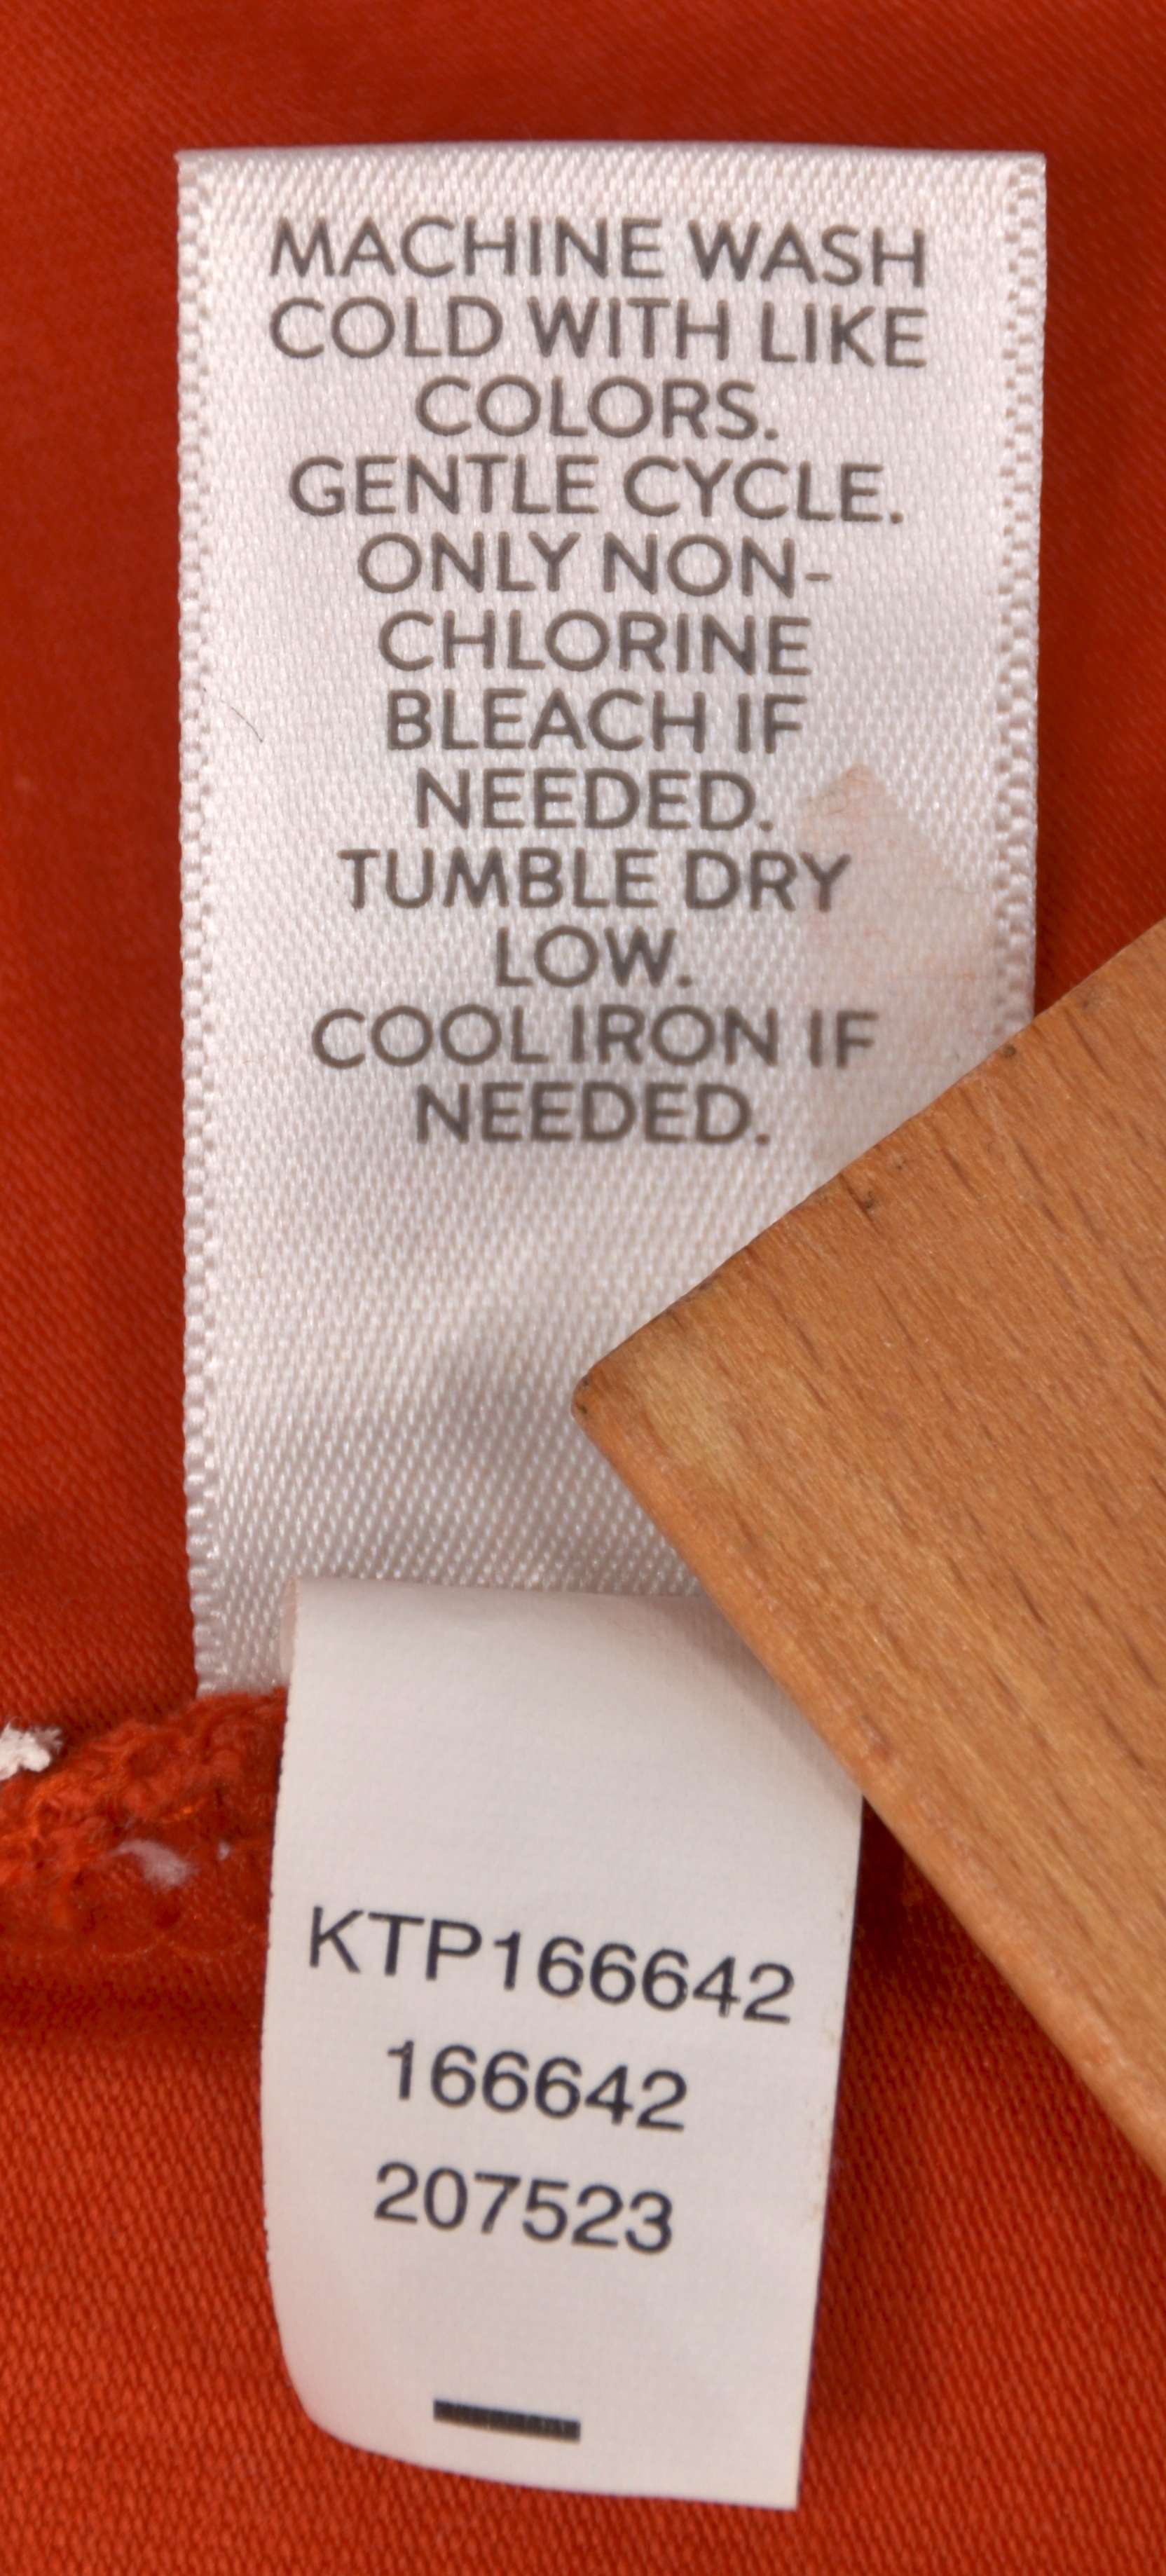 MACHINE WASH
COLD WITH LIKE
COLORS.
GENTLE CYCLE.
ONLY NON-
CHLORINE
BLEACH IF
NEEDED.
TUMBLE DRY
LOW.
COOL IRON IF
NEEDED.
KTP166642
166642
207523